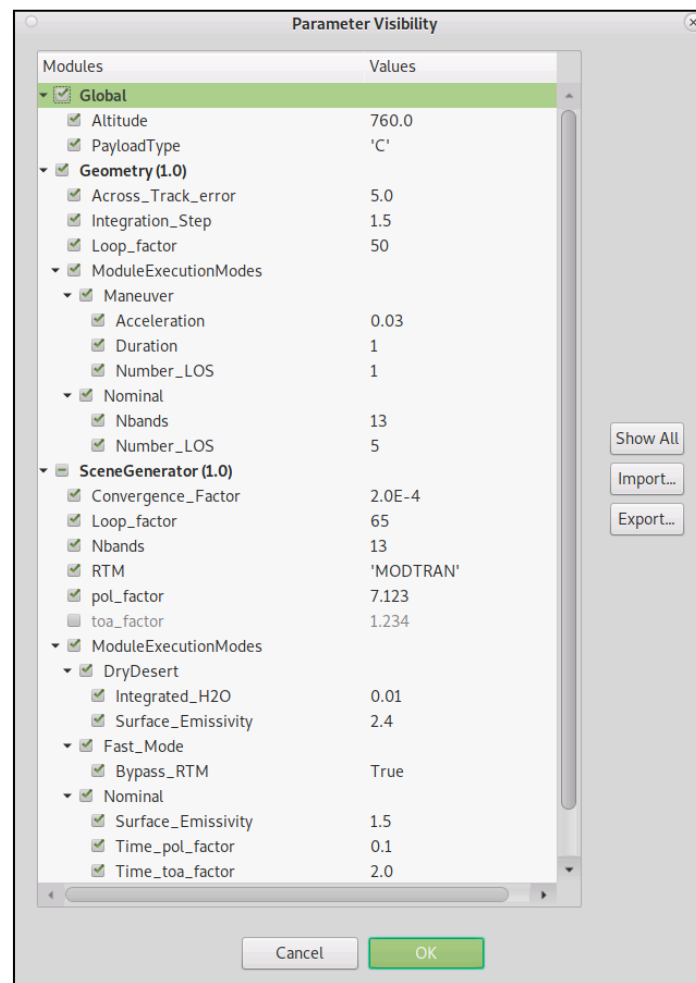 Parameter Visibility
Modules Values
Global
Altitude 760.0
PayloadType 'C'
Geometry (1.0)
Across_Track_error 5.0
Integration_Step 1.5
Loop_factor 50
ModuleExecutionModes
Maneuver
Acceleration 0.03
Duration 1
Number_LOS 1
Nominal
Nbands 13
Number_LOS 5
Show All
SceneGenerator (1.0)
Import...
Convergence_Factor 2.0E-4
Loop_factor 65
Export...
Nbands 13
RTM 'MODTRAN'
pol_factor 7.123
toa_factor 1.234
ModuleExecutionModes
DryDesert
Integrated_H2O 0.01
Surface_Emissivity 2.4
Fast_Mode
Bypass_RTM True
Nominal
Surface_Emissivity 1.5
Time_pol_factor 0.1
Time_toa_factor 2.0
Cancel OK